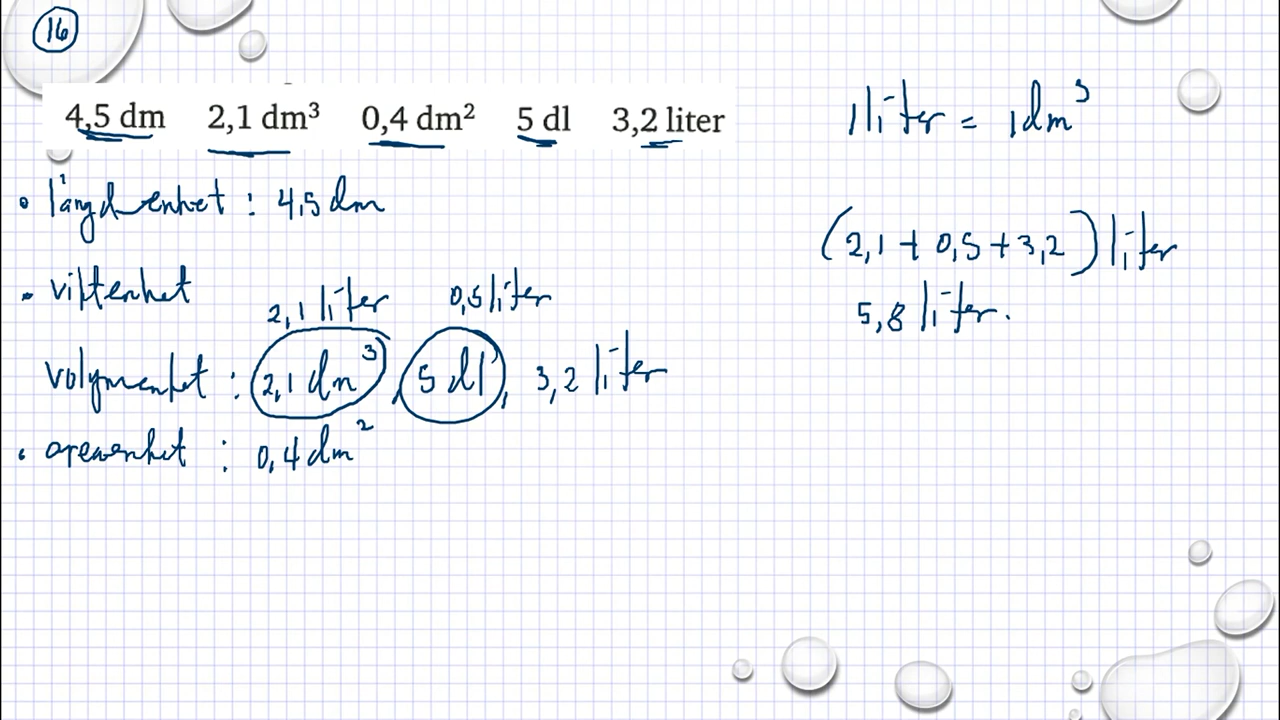 16
4,5 dm 2,1 dm³ 0,4 dm² 5 dl 3,2 liter
• längdenhet : 4,5 dm
• viktenhet
2,1 liter 0,5 liter
volymenhet : 2,1 dm³, 5 dl, 3,2 liter
• areaenhet : 0,4 dm²
1 liter = 1 dm³
(2,1 + 0,5 + 3,2) liter
5,8 liter.